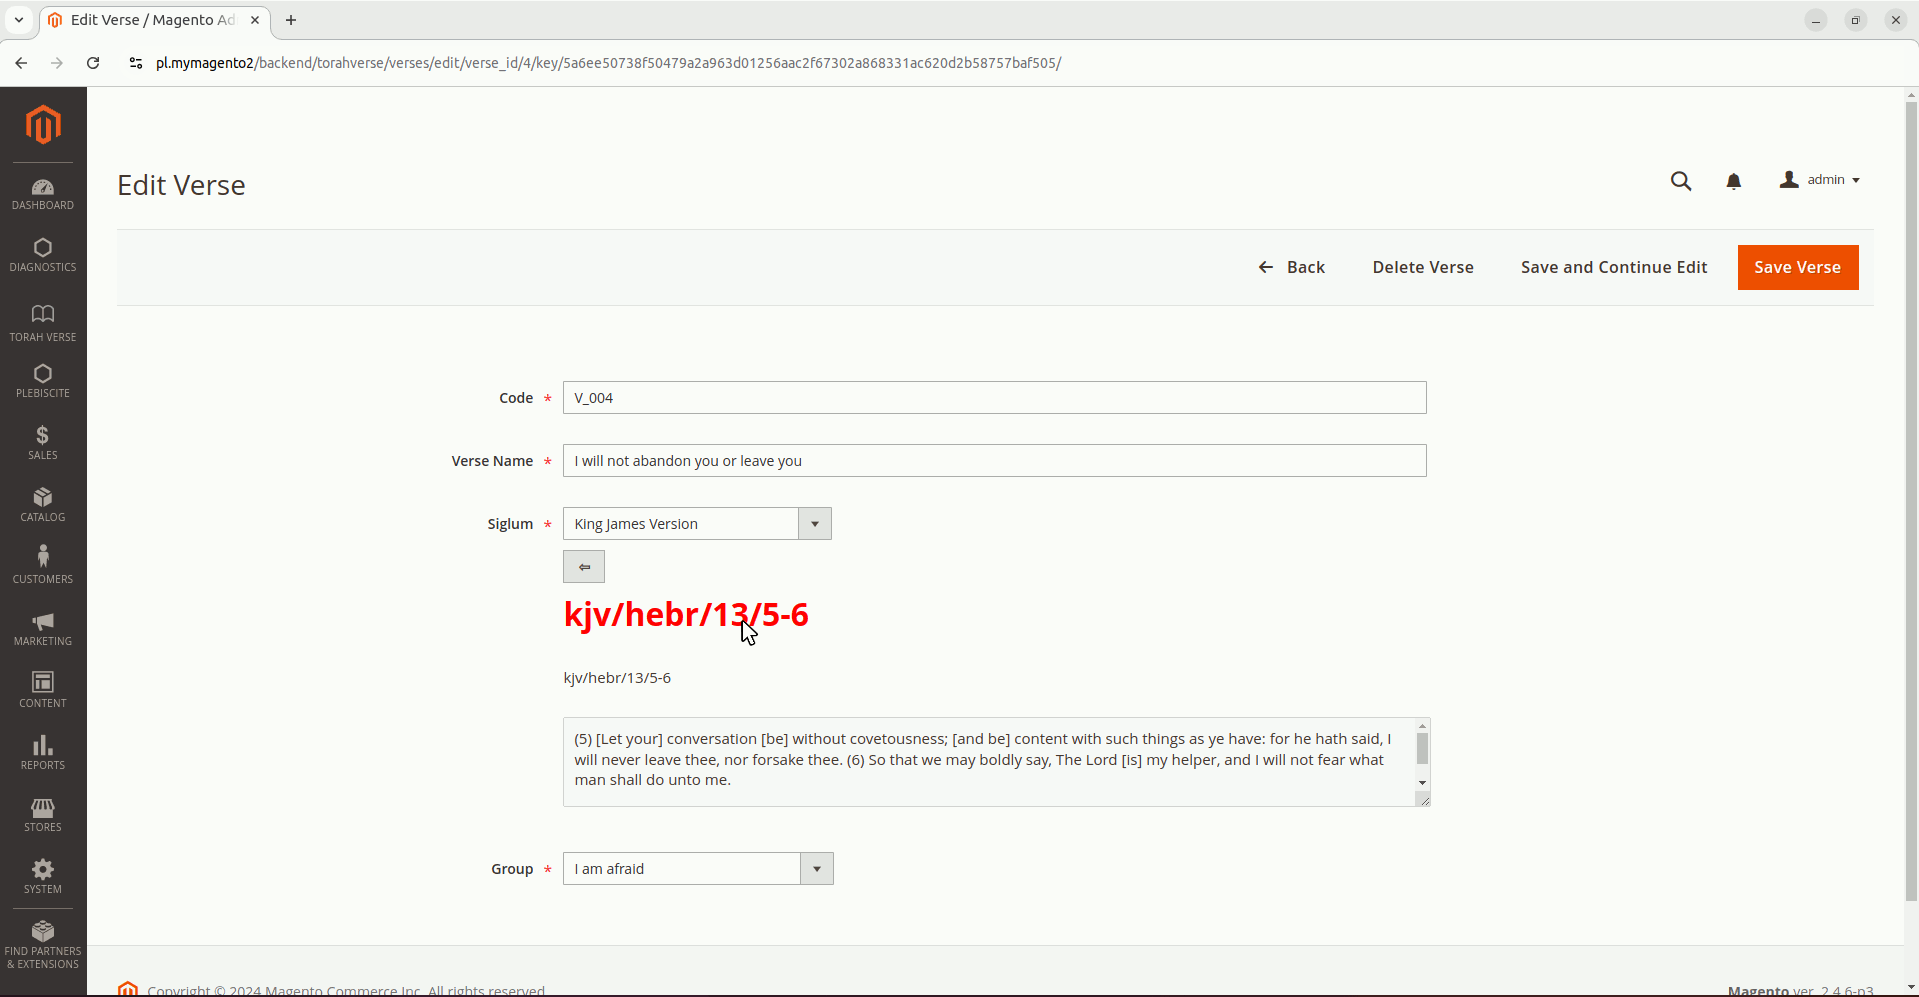 Edit Verse / Magento Ad
pl.mymagento2/backend/torahverse/verses/edit/verse_id/4/key/5a6ee50738f50479a2a963d01256aac2f67302a868331ac620d2b58757baf505/
Edit Verse
admin
Back
Delete Verse
Save and Continue Edit
Save Verse
DASHBOARD
DIAGNOSTICS
TORAH VERSE
PLEBISCITE
SALES
CATALOG
CUSTOMERS
MARKETING
CONTENT
REPORTS
STORES
SYSTEM
FIND PARTNERS
& EXTENSIONS
Code *
V_004
Verse Name *
I will not abandon you or leave you
Siglum *
King James Version
⇦
kjv/hebr/13/5-6
kjv/hebr/13/5-6
(5) [Let your] conversation [be] without covetousness; [and be] content with such things as ye have: for he hath said, I
will never leave thee, nor forsake thee. (6) So that we may boldly say, The Lord [is] my helper, and I will not fear what
man shall do unto me.
Group *
I am afraid
Copyright © 2024 Magento Commerce Inc. All rights reserved.
Magento ver. 2.4.6-p3